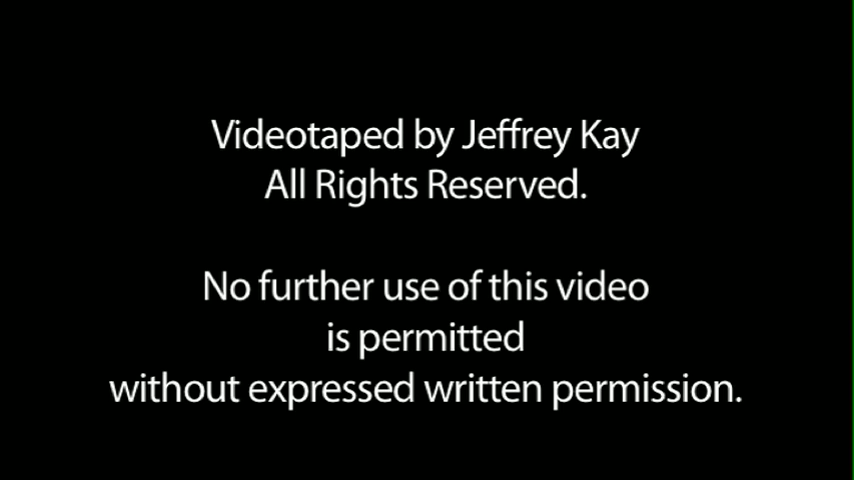 Videotaped by Jeffrey Kay
All Rights Reserved.
No further use of this video
is permitted
without expressed written permission.